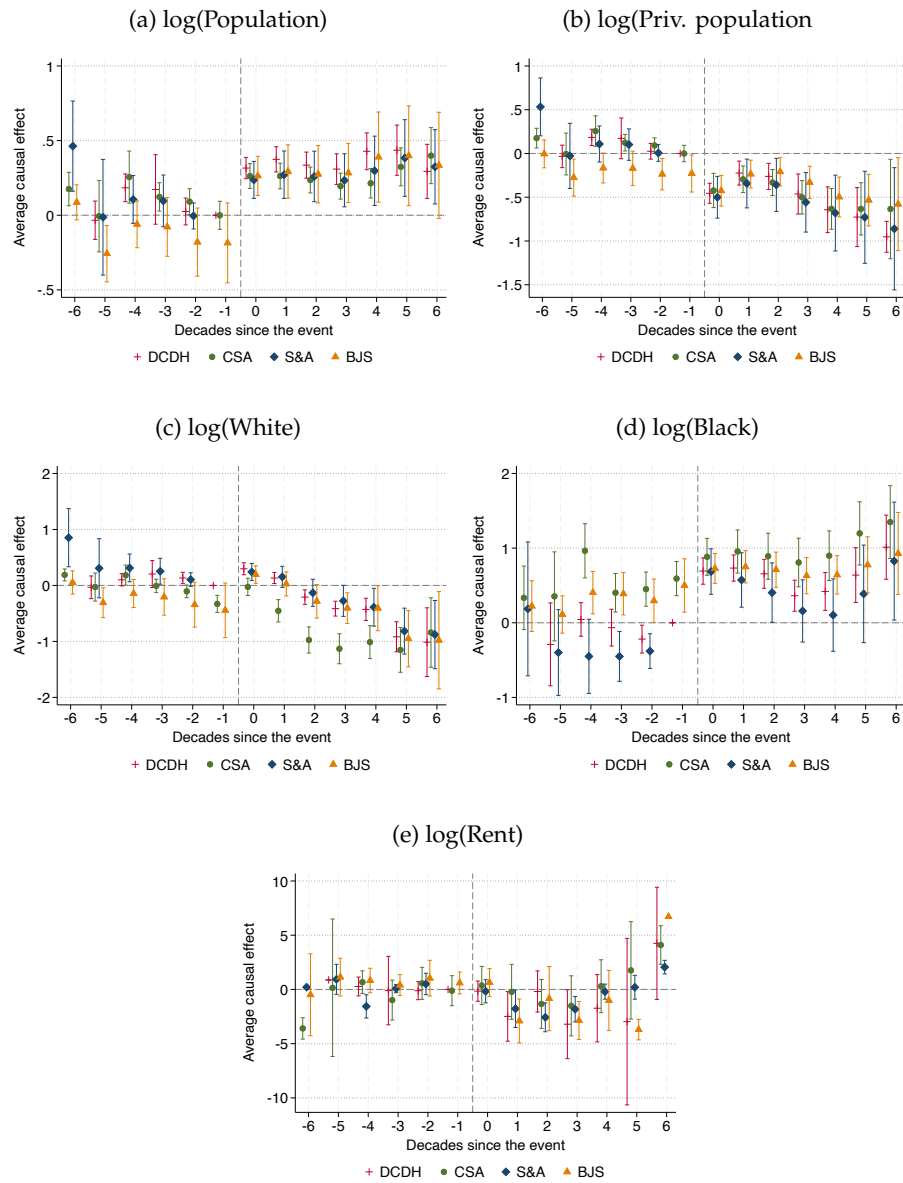 (a) log(Population)
(b) log(Priv. population
1
.5
0
-.5
Average causal effect
-6 -5 -4 -3 -2 -1 0 1 2 3 4 5 6
Decades since the event
DCDH CSA S&A BJS
1
.5
0
-.5
-1
-1.5
Average causal effect
-6 -5 -4 -3 -2 -1 0 1 2 3 4 5 6
Decades since the event
DCDH CSA S&A BJS
(c) log(White)
(d) log(Black)
2
1
0
-1
-2
Average causal effect
-6 -5 -4 -3 -2 -1 0 1 2 3 4 5 6
Decades since the event
DCDH CSA S&A BJS
2
1
0
-1
Average causal effect
-6 -5 -4 -3 -2 -1 0 1 2 3 4 5 6
Decades since the event
DCDH CSA S&A BJS
(e) log(Rent)
10
5
0
-5
-10
Average causal effect
-6 -5 -4 -3 -2 -1 0 1 2 3 4 5 6
Decades since the event
DCDH CSA S&A BJS